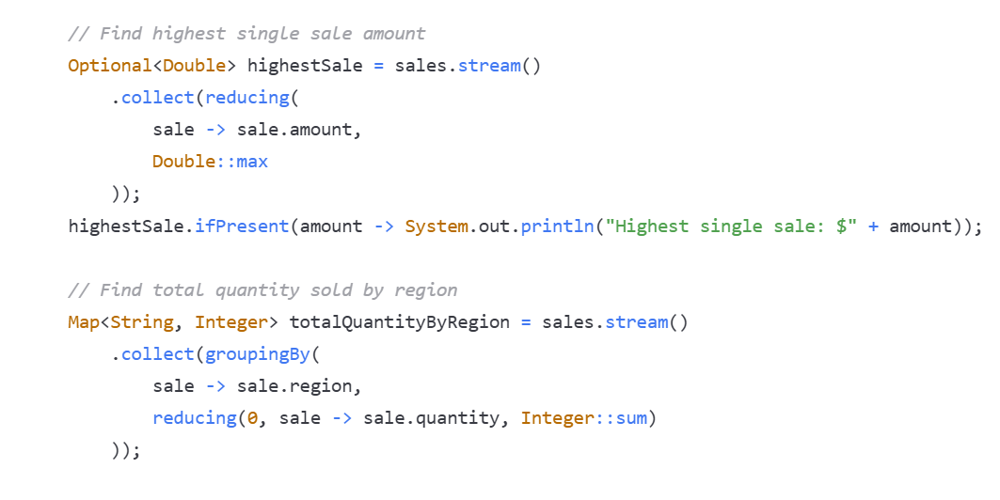 // Find highest single sale amount
Optional<Double> highestSale = sales.stream()
    .collect(reducing(
        sale -> sale.amount,
        Double::max
    ));
highestSale.ifPresent(amount -> System.out.println("Highest single sale: $" + amount));

// Find total quantity sold by region
Map<String, Integer> totalQuantityByRegion = sales.stream()
    .collect(groupingBy(
        sale -> sale.region,
        reducing(0, sale -> sale.quantity, Integer::sum)
    ));